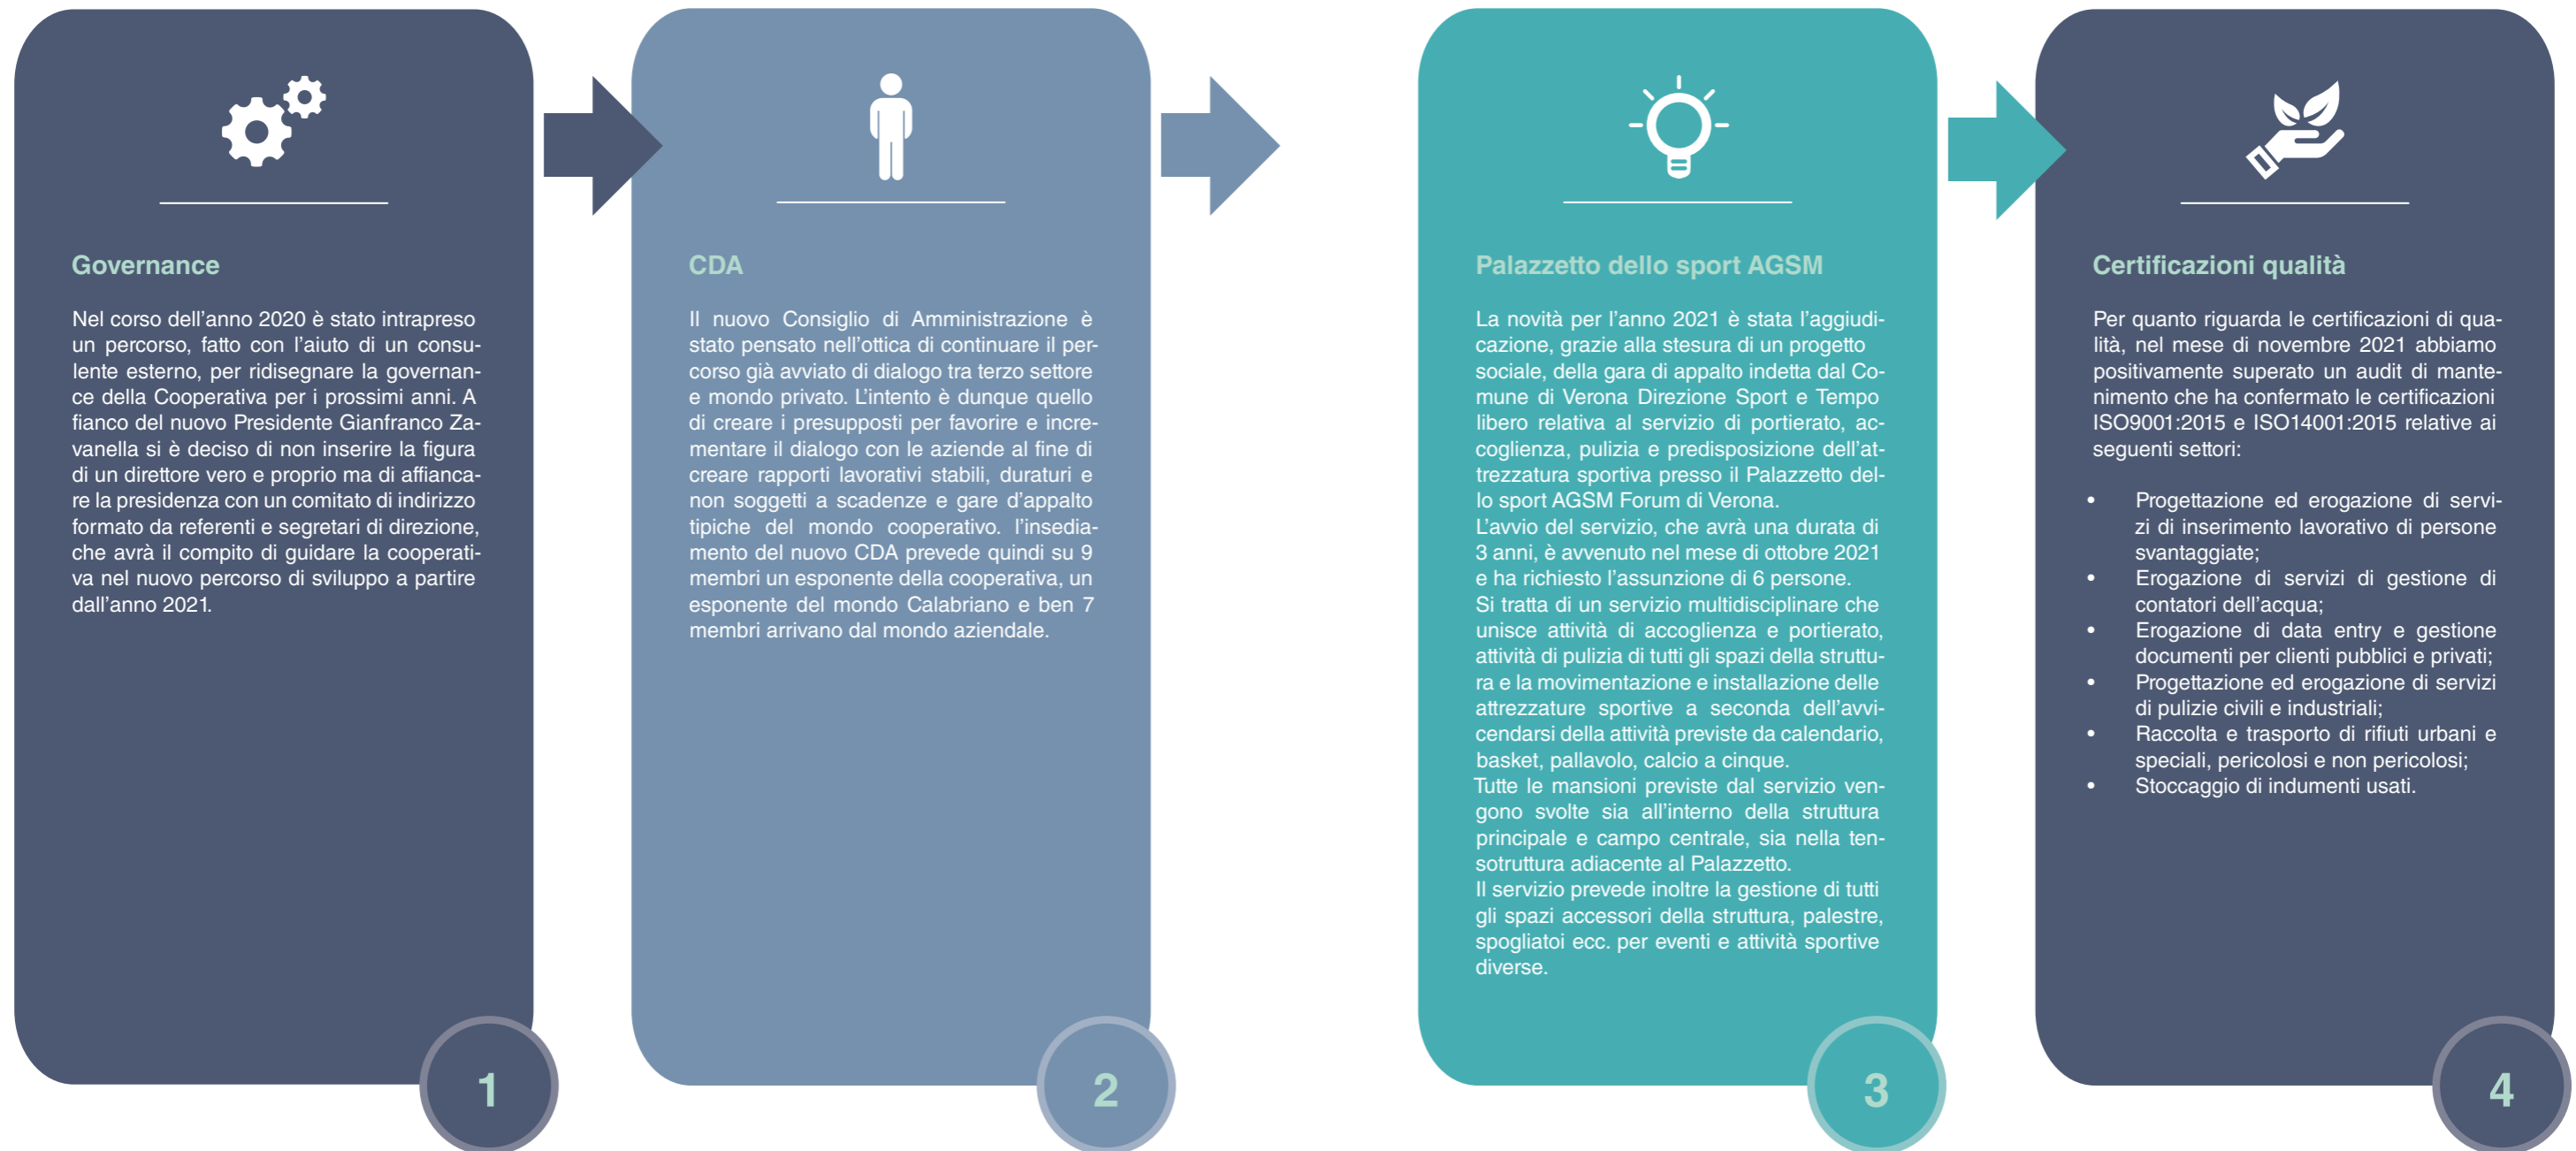 Governance
Nel corso dell'anno 2020 è stato intrapreso
un percorso, fatto con l'aiuto di un consu-
lente esterno, per ridisegnare la governan-
ce della Cooperativa per i prossimi anni. A
fianco del nuovo Presidente Gianfranco Za-
vanella si è deciso di non inserire la figura
di un direttore vero e proprio ma di affianca-
re la presidenza con un comitato di indirizzo
formato da referenti e segretari di direzione,
che avrà il compito di guidare la cooperati-
va nel nuovo percorso di sviluppo a partire
dall'anno 2021.
1
CDA
Il nuovo Consiglio di Amministrazione è
stato pensato nell'ottica di continuare il per-
corso già avviato di dialogo tra terzo settore
e mondo privato. L'intento è dunque quello
di creare i presupposti per favorire e incre-
mentare il dialogo con le aziende al fine di
creare rapporti lavorativi stabili, duraturi e
non soggetti a scadenze e gare d'appalto
tipiche del mondo cooperativo. l'insedia-
mento del nuovo CDA prevede quindi su 9
membri un esponente della cooperativa, un
esponente del mondo Calabriano e ben 7
membri arrivano dal mondo aziendale.
2
Palazzetto dello sport AGSM
La novità per l'anno 2021 è stata l'aggiudi-
cazione, grazie alla stesura di un progetto
sociale, della gara di appalto indetta dal Co-
mune di Verona Direzione Sport e Tempo
libero relativa al servizio di portierato, ac-
coglienza, pulizia e predisposizione dell'at-
trezzatura sportiva presso il Palazzetto del-
lo sport AGSM Forum di Verona.
L'avvio del servizio, che avrà una durata di
3 anni, è avvenuto nel mese di ottobre 2021
e ha richiesto l'assunzione di 6 persone.
Si tratta di un servizio multidisciplinare che
unisce attività di accoglienza e portierato,
attività di pulizia di tutti gli spazi della struttu-
ra e la movimentazione e installazione delle
attrezzature sportive a seconda dell'avvi-
cendarsi della attività previste da calendario,
basket, pallavolo, calcio a cinque.
Tutte le mansioni previste dal servizio ven-
gono svolte sia all'interno della struttura
principale e campo centrale, sia nella ten-
sotruttura adiacente al Palazzetto.
Il servizio prevede inoltre la gestione di tutti
gli spazi accessori della struttura, palestre,
spogliatoi ecc. per eventi e attività sportive
diverse.
3
Certificazioni qualità
Per quanto riguarda le certificazioni di qua-
lità, nel mese di novembre 2021 abbiamo
positivamente superato un audit di mante-
nimento che ha confermato le certificazioni
ISO9001:2015 e ISO14001:2015 relative ai
seguenti settori:
• Progettazione ed erogazione di servi-
zi di inserimento lavorativo di persone
svantaggiate;
• Erogazione di servizi di gestione di
contatori dell'acqua;
• Erogazione di data entry e gestione
documenti per clienti pubblici e privati;
• Progettazione ed erogazione di servizi
di pulizie civili e industriali;
• Raccolta e trasporto di rifiuti urbani e
speciali, pericolosi e non pericolosi;
• Stoccaggio di indumenti usati.
4